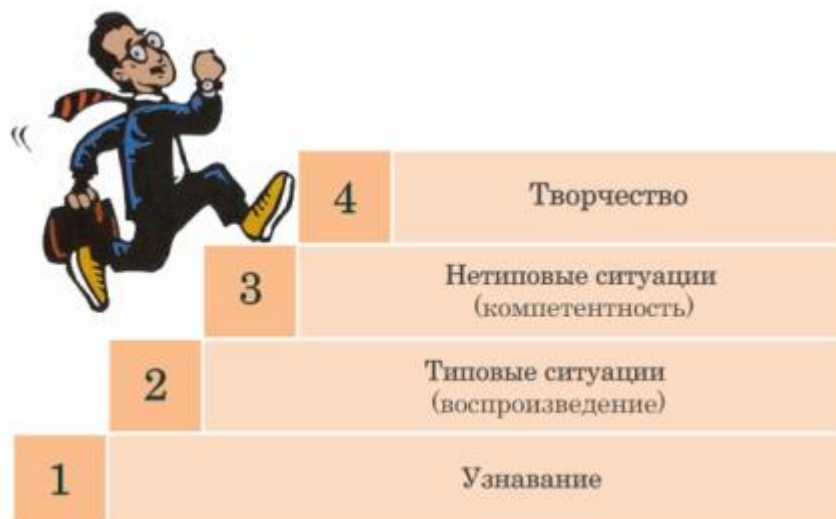 4
Творчество
3
Нетиповые ситуации
(компетентность)
2
Типовые ситуации
(воспроизведение)
1
Узнавание